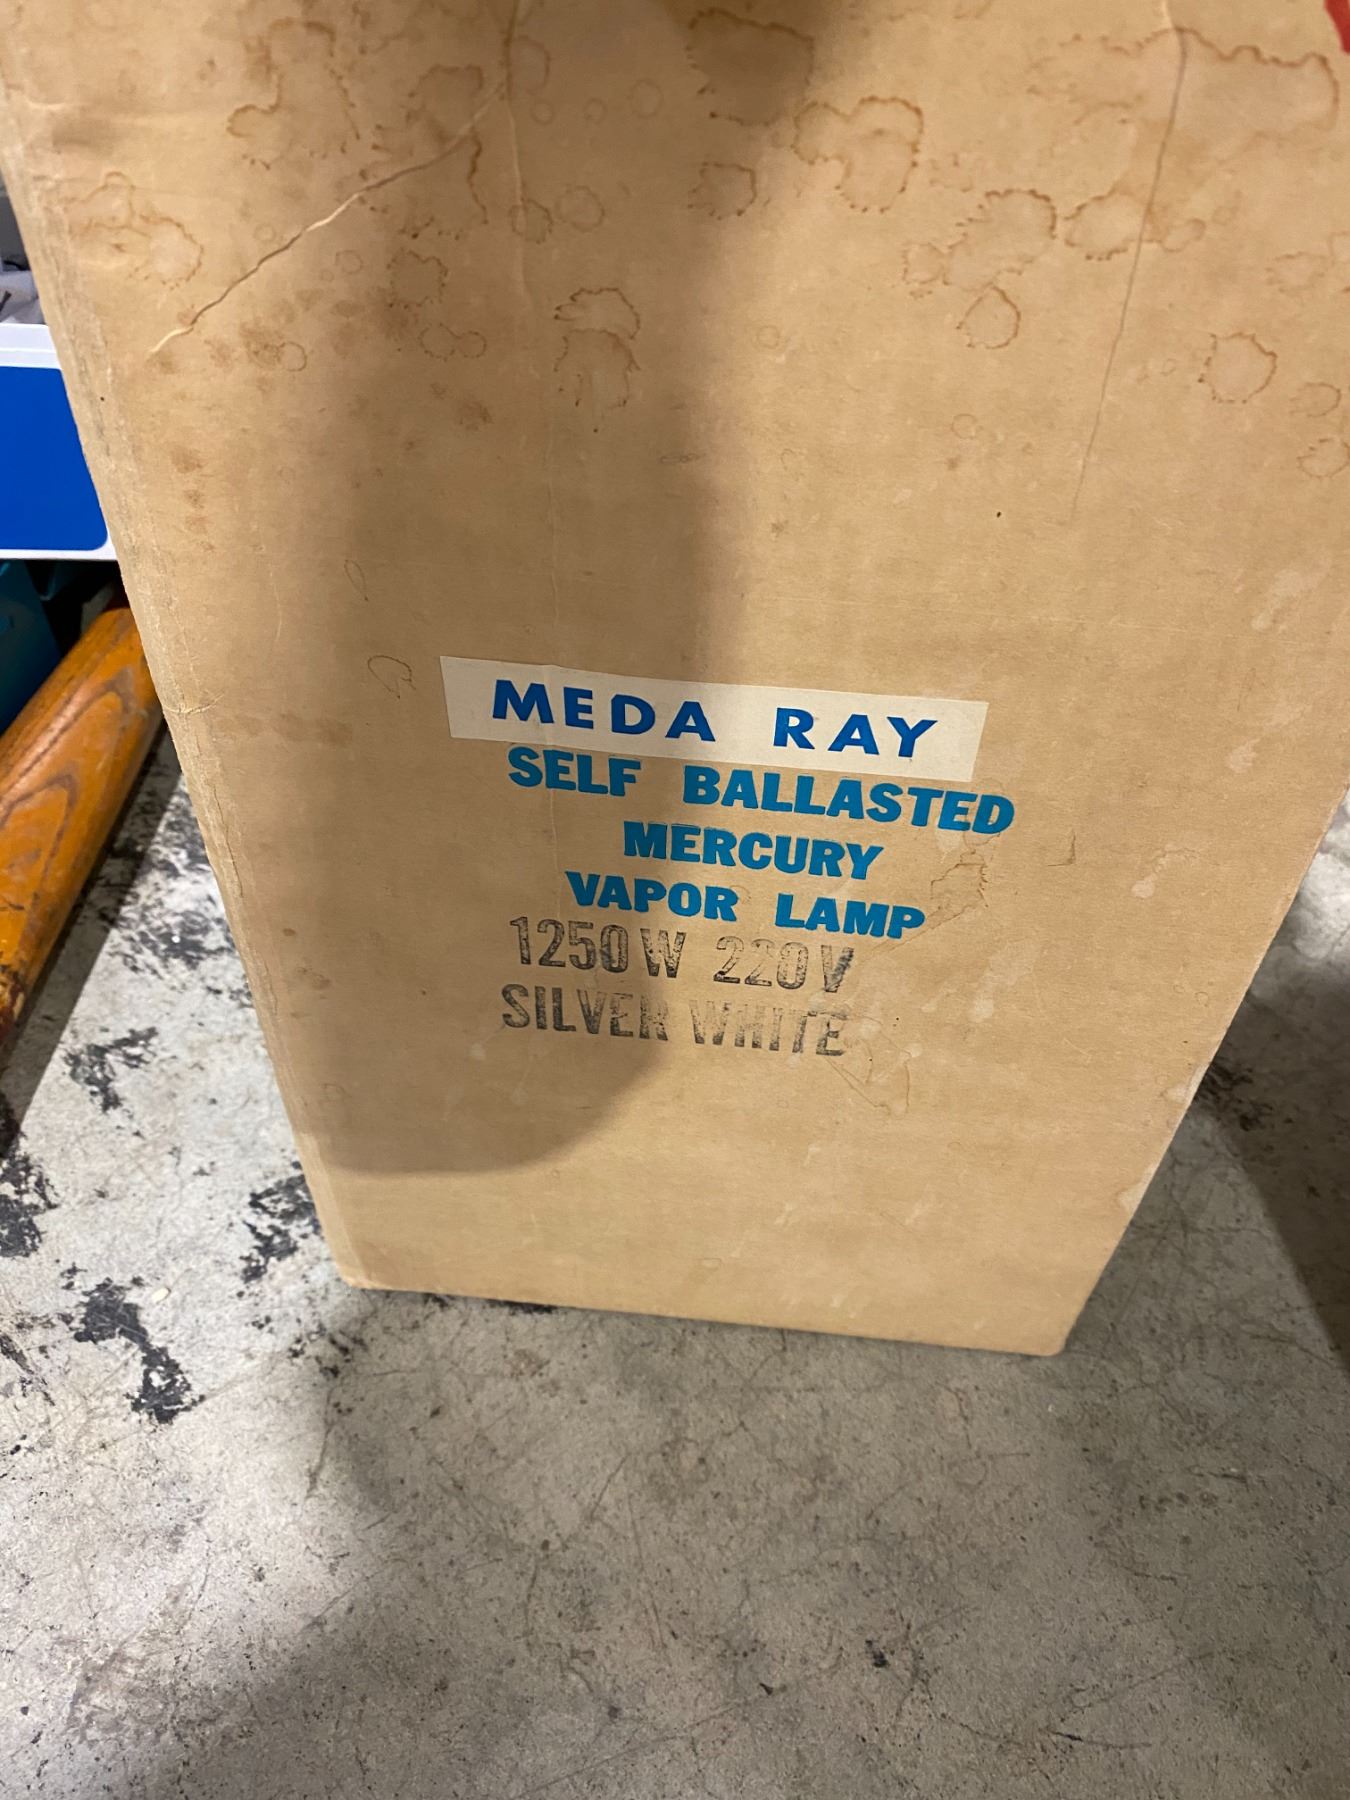 MEDA RAY
SELF BALLASTED
MERCURY
VAPOR LAMP
1250W 220V
SILVER WHITE